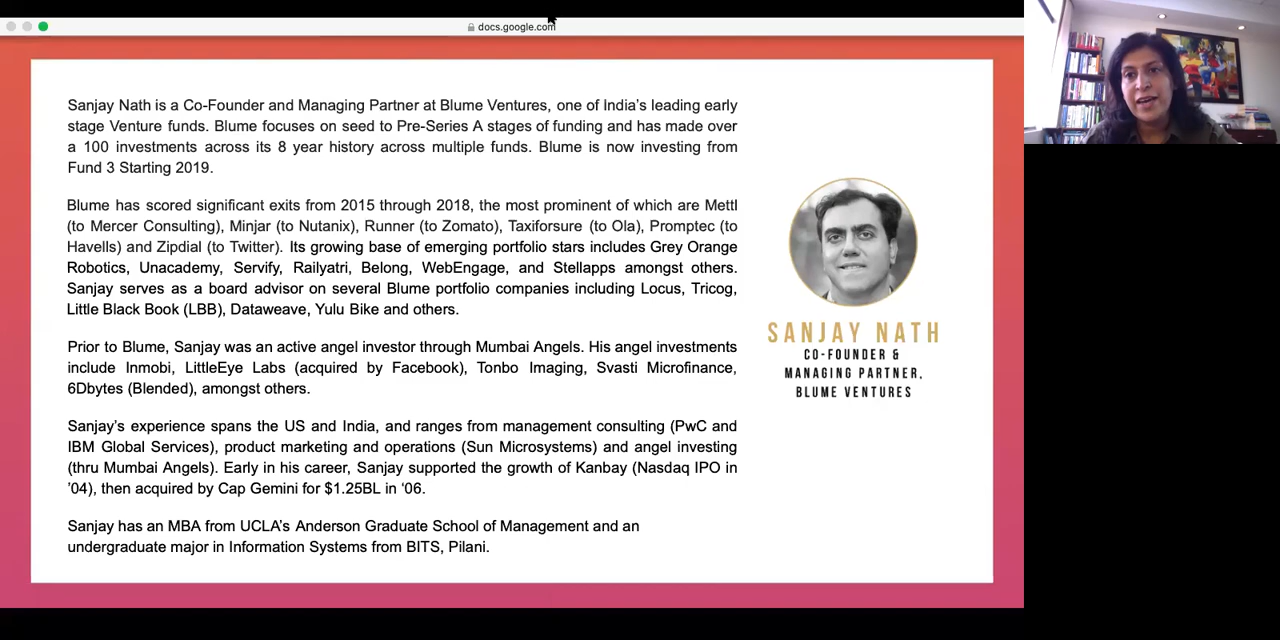 docs.google.com
Sanjay Nath is a Co-Founder and Managing Partner at Blume Ventures, one of India's leading early
stage Venture funds. Blume focuses on seed to Pre-Series A stages of funding and has made over
a 100 investments across its 8 year history across multiple funds. Blume is now investing from
Fund 3 Starting 2019.
Blume has scored significant exits from 2015 through 2018, the most prominent of which are Mettl
(to Mercer Consulting), Minjar (to Nutanix), Runner (to Zomato), Taxiforsure (to Ola), Promptec (to
Havells) and Zipdial (to Twitter). Its growing base of emerging portfolio stars includes Grey Orange
Robotics, Unacademy, Servify, Railyatri, Belong, WebEngage, and Stellapps amongst others.
Sanjay serves as a board advisor on several Blume portfolio companies including Locus, Tricog,
Little Black Book (LBB), Dataweave, Yulu Bike and others.
Prior to Blume, Sanjay was an active angel investor through Mumbai Angels. His angel investments
include Inmobi, LittleEye Labs (acquired by Facebook), Tonbo Imaging, Svasti Microfinance,
6Dbytes (Blended), amongst others.
Sanjay's experience spans the US and India, and ranges from management consulting (PwC and
IBM Global Services), product marketing and operations (Sun Microsystems) and angel investing
(thru Mumbai Angels). Early in his career, Sanjay supported the growth of Kanbay (Nasdaq IPO in
'04), then acquired by Cap Gemini for $1.25BL in '06.
Sanjay has an MBA from UCLA's Anderson Graduate School of Management and an
undergraduate major in Information Systems from BITS, Pilani.
SANJAY NATH
CO-FOUNDER &
MANAGING PARTNER,
BLUME VENTURES